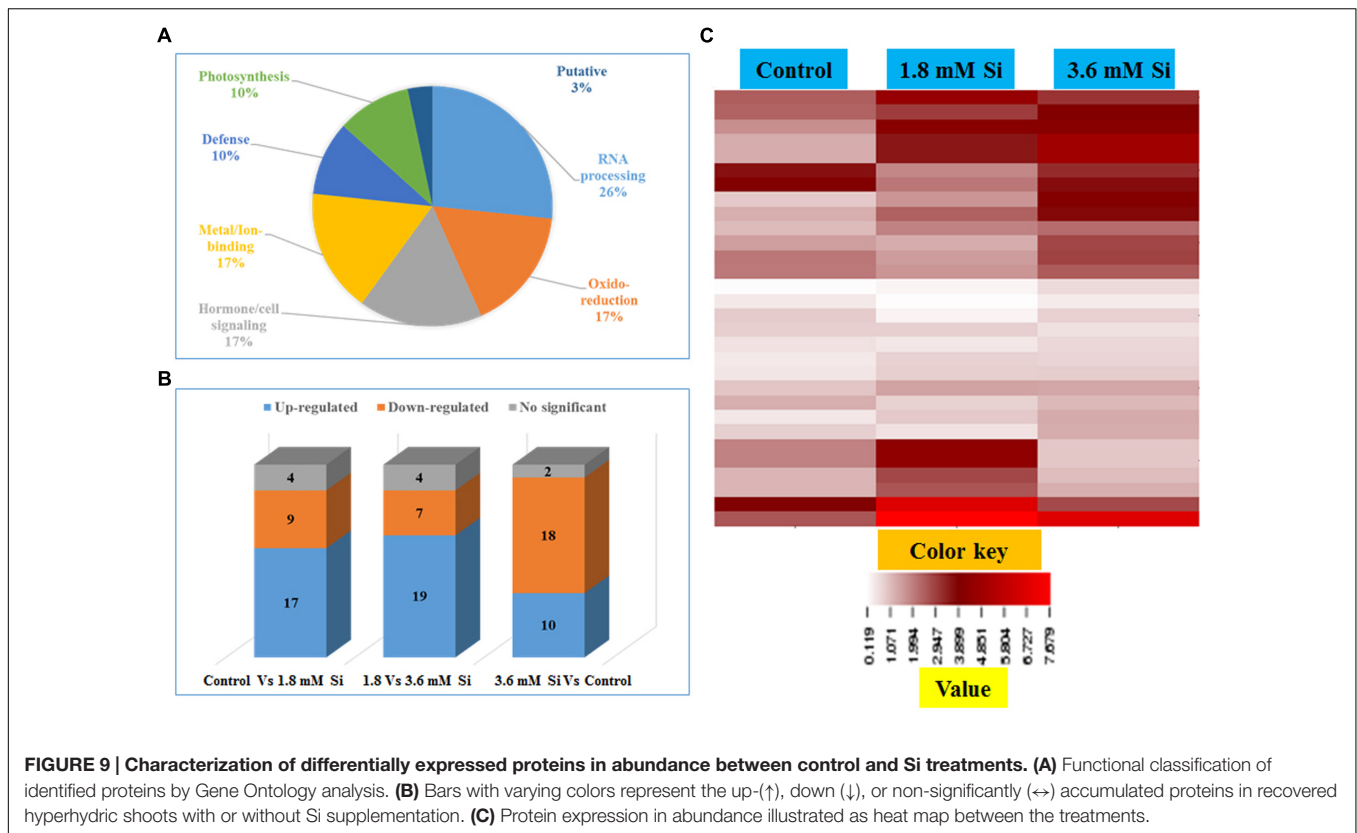 A
Photosynthesis
10%
Putative
3%
Defense
10%
RNA
processing
26%
Metal/Ion-
binding
17%
Oxido-
reduction
17%
Hormone/cell
signaling
17%
B
Up-regulated Down-regulated No significant
4 4 2
9 7 18
17 19 10
Control Vs 1.8 mM Si 1.8 Vs 3.6 mM Si 3.6 mM Si Vs Control
C
Control 1.8 mM Si 3.6 mM Si
Color key
0.119 1.071 1.994 2.947 3.899 4.851 5.804 6.727 7.679
Value
FIGURE 9 | Characterization of differentially expressed proteins in abundance between control and Si treatments. (A) Functional classification of
identified proteins by Gene Ontology analysis. (B) Bars with varying colors represent the up-(↑), down (↓), or non-significantly (↔) accumulated proteins in recovered
hyperhydric shoots with or without Si supplementation. (C) Protein expression in abundance illustrated as heat map between the treatments.